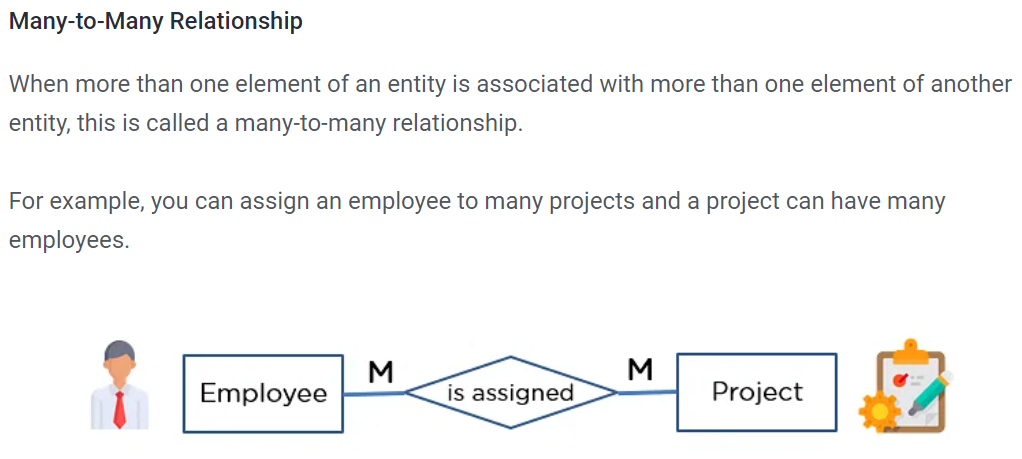 Many-to-Many Relationship
When more than one element of an entity is associated with more than one element of another
entity, this is called a many-to-many relationship.
For example, you can assign an employee to many projects and a project can have many
employees.
Employee M is assigned M Project